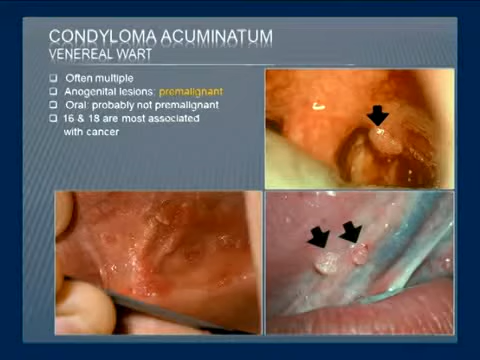 CONDYLOMA ACUMINATUM
VENEREAL WART
Often multiple
Anogenital lesions: premalignant
Oral: probably not premalignant
16 & 18 are most associated
with cancer